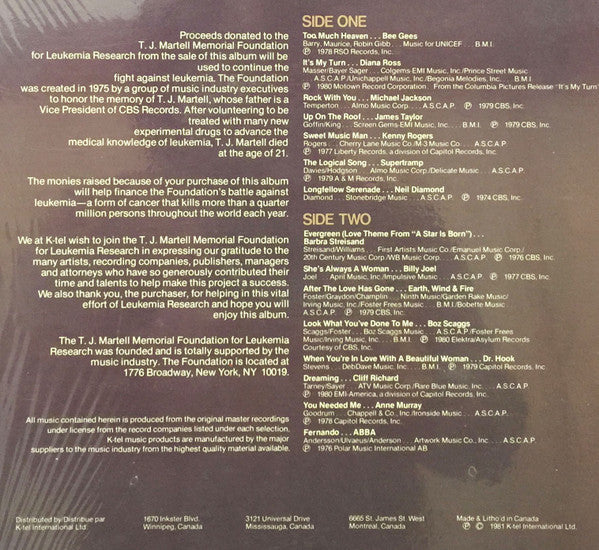 Proceeds donated to the
T. J. Martell Memorial Foundation
for Leukemia Research from the sale of this album will be
used to continue the
fight against leukemia. The Foundation
was created in 1975 by a group of music industry executives
to honor the memory of T. J. Martell, whose father is a
Vice President of CBS Records. After volunteering to be
treated with many new
experimental drugs to advance the
medical knowledge of leukemia, T. J. Martell died
at the age of 21.
The monies raised because of your purchase of this album
will help finance the Foundation's battle against
leukemia—a form of cancer that kills more than a quarter
million persons throughout the world each year.
We at K-tel wish to join the T. J. Martell Memorial Foundation
for Leukemia Research in expressing our gratitude to the
many artists, recording companies, publishers, managers
and attorneys who have so generously contributed their
time and talents to help make this project a success.
We also thank you, the purchaser, for helping in this vital
effort of Leukemia Research and hope you will
enjoy this album.
The T. J. Martell Memorial Foundation for Leukemia
Research was founded and is totally supported by the
music industry. The Foundation is located at
1776 Broadway, New York, NY 10019.
All music contained herein is produced from the original master recordings
under license from the record companies listed under each selection.
K-tel music products are manufactured by the major
suppliers to the music industry from the highest quality material available.
SIDE ONE
Too Much Heaven . . . Bee Gees
Barry, Maurice, Robin Gibb . . . Music for UNICEF . . . B.M.I.
Ⓟ 1978 RSO Records, Inc.
It's My Turn . . . Diana Ross
Masser/Bayer Sager . . . Colgems EMI Music, Inc./Prince Street Music
. . . A.S.C.A.P./Unichappell Music, Inc./Begonia Melodies, Inc. . . . B.M.I.
Ⓟ 1980 Motown Record Corporation. From the Columbia Pictures Release "It's My Turn"
Rock With You . . . Michael Jackson
Temperton . . . Almo Music Corp. . . . A.S.C.A.P. Ⓟ 1979 CBS, Inc.
Up On The Roof . . . James Taylor
Goffin/King . . . Screen Gems-EMI Music, Inc. . . . B.M.I. Ⓟ 1979 CBS, Inc.
Sweet Music Man . . . Kenny Rogers
Rogers . . . Cherry Lane Music Co./M-3 Music Co. . . . A.S.C.A.P.
Ⓟ 1977 Liberty Records, a division of Capitol Records, Inc.
The Logical Song . . . Supertramp
Davies/Hodgson . . . Almo Music Corp./Delicate Music . . . A.S.C.A.P.
Ⓟ 1979 A & M Records, Inc.
Longfellow Serenade . . . Neil Diamond
Diamond . . . Stonebridge Music . . . A.S.C.A.P. Ⓟ 1974 CBS, Inc.
SIDE TWO
Evergreen (Love Theme From "A Star Is Born") . . .
Barbra Streisand
Streisand/Williams . . . First Artists Music Co./Emanuel Music Corp./
20th Century Music Corp./WB Music Corp. . . . A.S.C.A.P. Ⓟ 1976 CBS, Inc.
She's Always A Woman . . . Billy Joel
Joel . . . April Music, Inc./Impulsive Music . . . A.S.C.A.P. Ⓟ 1977 CBS, Inc.
After The Love Has Gone . . . Earth, Wind & Fire
Foster/Graydon/Champlin . . . Ninth Music/Garden Rake Music/
Irving Music, Inc./Foster Frees Music . . . B.M.I./Bobette Music
. . . A.S.C.A.P. Ⓟ 1979 CBS, Inc.
Look What You've Done To Me . . . Boz Scaggs
Scaggs/Foster . . . Boz Scaggs Music . . . A.S.C.A.P./Foster Frees
Music/Irving Music, Inc. . . . B.M.I. Ⓟ 1980 Elektra/Asylum Records
Courtesy of CBS, Inc.
When You're In Love With A Beautiful Woman . . . Dr. Hook
Stevens . . . DebDave Music, Inc. . . . B.M.I. Ⓟ 1979 Capitol Records, Inc.
Dreaming . . . Cliff Richard
Tarney/Sayer . . . ATV Music Corp./Rare Blue Music, Inc. . . . A.S.C.A.P.
Ⓟ 1980 EMI-America, a division of Capitol Records, Inc.
You Needed Me . . . Anne Murray
Goodrum . . . Chappell & Co., Inc./Ironside Music . . . A.S.C.A.P.
Ⓟ 1978 Capitol Records, Inc.
Fernando . . . ABBA
Andersson/Ulvaeus/Anderson . . . Artwork Music Co., Inc. . . . A.S.C.A.P.
Ⓟ 1976 Polar Music International AB
Distributed by/Distribue par
K-tel International Ltd.
1670 Inkster Blvd.
Winnipeg, Canada
3121 Universal Drive
Mississauga, Canada
6665 St. James St. West
Montreal, Canada
Made & Litho'd in Canada
Ⓟ © 1981 K-tel International Ltd.